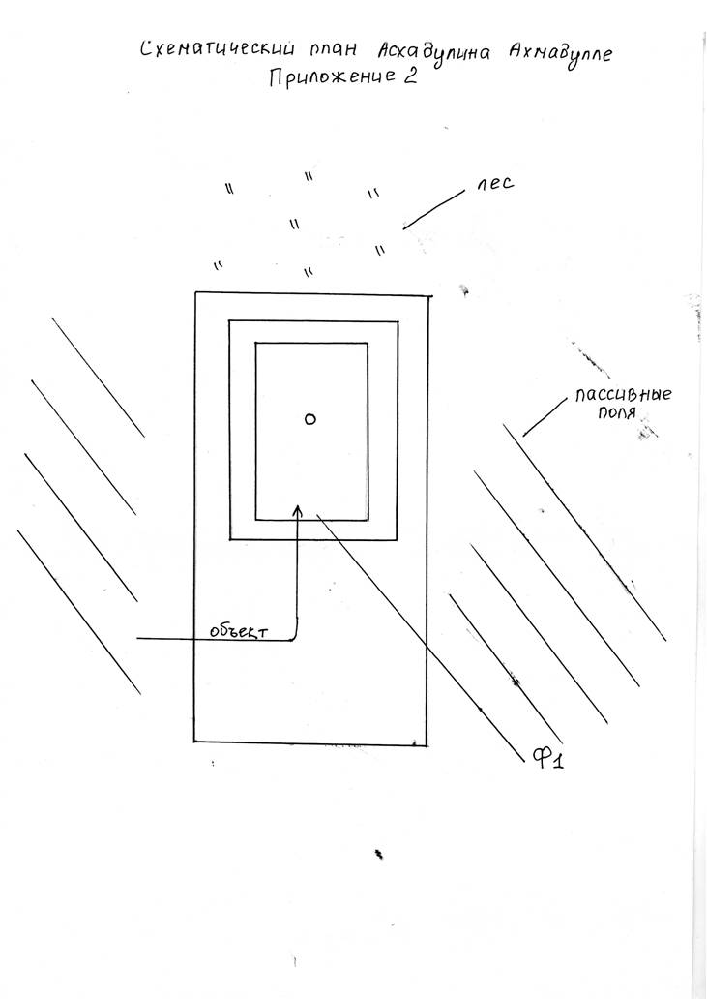 Схематический план Асхадулина Ахмадулле
Приложение 2
лес
пассивные
поля
объект
Ф1